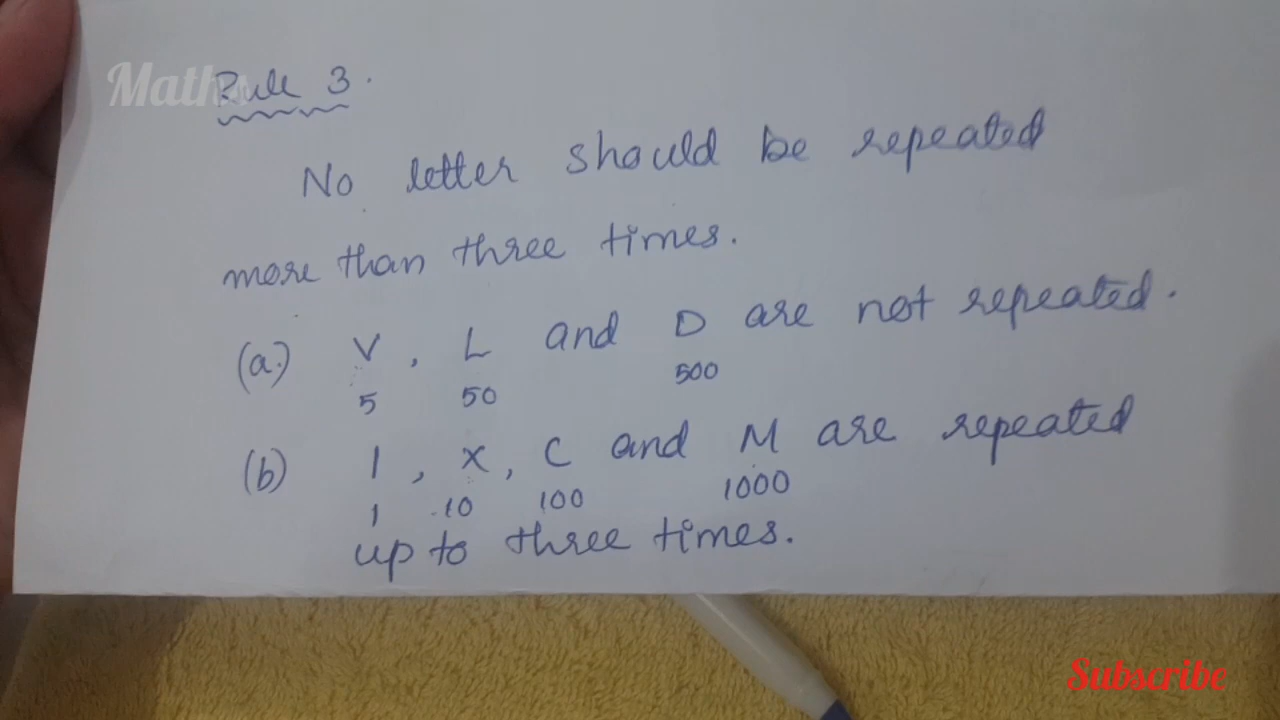 Maths
Rule 3.
No letter should be repeated
more than three times.
(a.) V, L and D are not repeated.
5 50 500
(b) I, X, C and M are repeated
1 10 100 1000
up to three times.
Subscribe